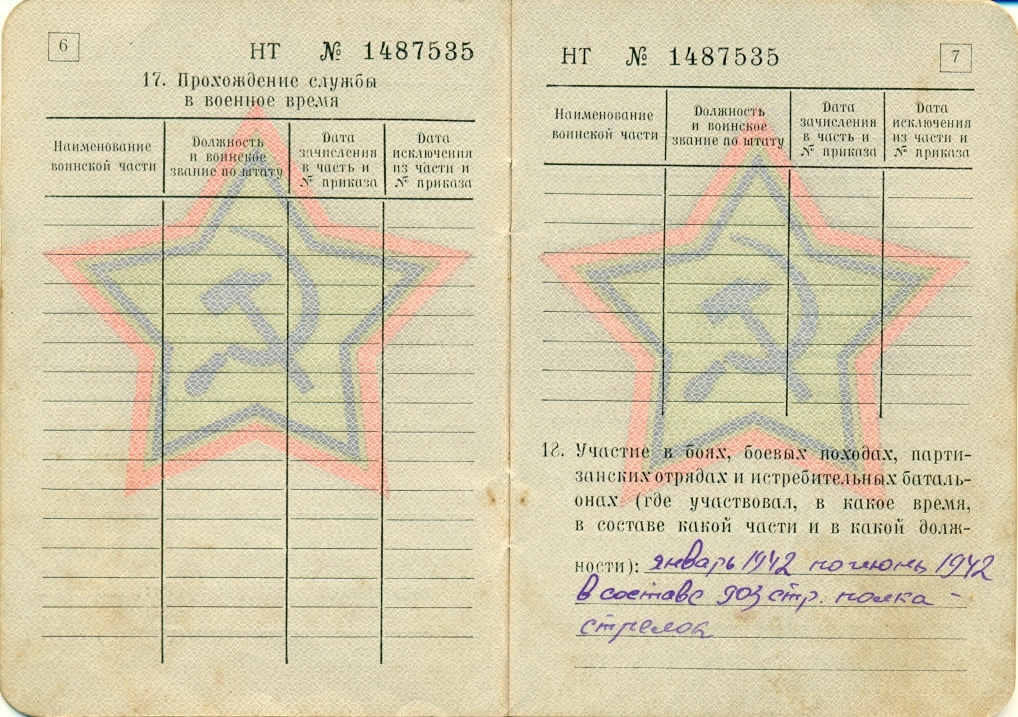 6
НТ № 1487535
17. Прохождение службы
в военное время
Наименование
воинской части
Должность
и воинское
звание по штату
Дата
зачисления
в часть и
№ приказа
Дата
исключения
из части и
№ приказа
НТ № 1487535
7
Наименование
воинской части
Должность
и воинское
звание по штату
Дата
зачисления
в часть и
№ приказа
Дата
исключения
из части и
№ приказа
18. Участие в боях, боевых походах, парти-
занских отрядах и истребительных баталь-
онах (где участвовал, в какое время,
в составе какой части и в какой долж-
ности): январь 1942 по июнь 1942
в составе 903 стр. полка -
стрелок